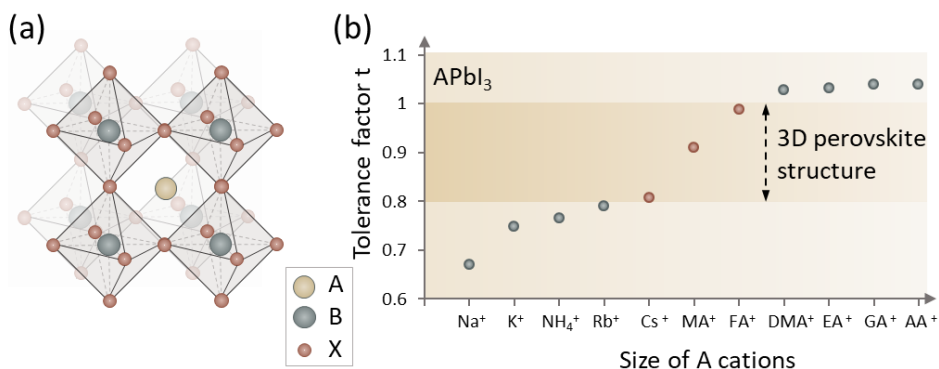 (a)
A
B
X
(b)
Tolerance factor t
1.1
1
0.9
0.8
0.7
0.6
APbI₃
3D perovskite
structure
Na⁺ K⁺ NH₄⁺ Rb⁺ Cs⁺ MA⁺ FA⁺ DMA⁺ EA⁺ GA⁺ AA⁺
Size of A cations